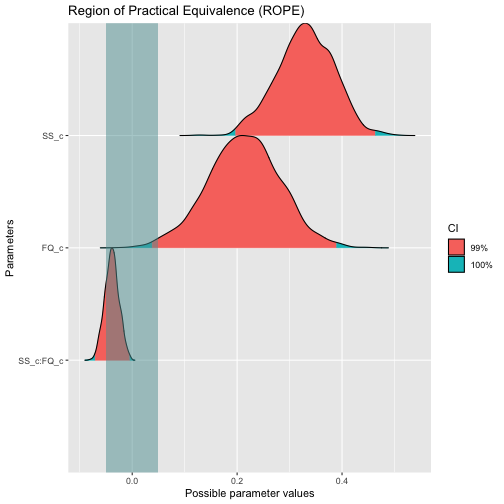 Region of Practical Equivalence (ROPE)
Parameters
SS_c
FQ_c
SS_c:FQ_c
0.0
0.2
0.4
Possible parameter values
CI
99%
100%